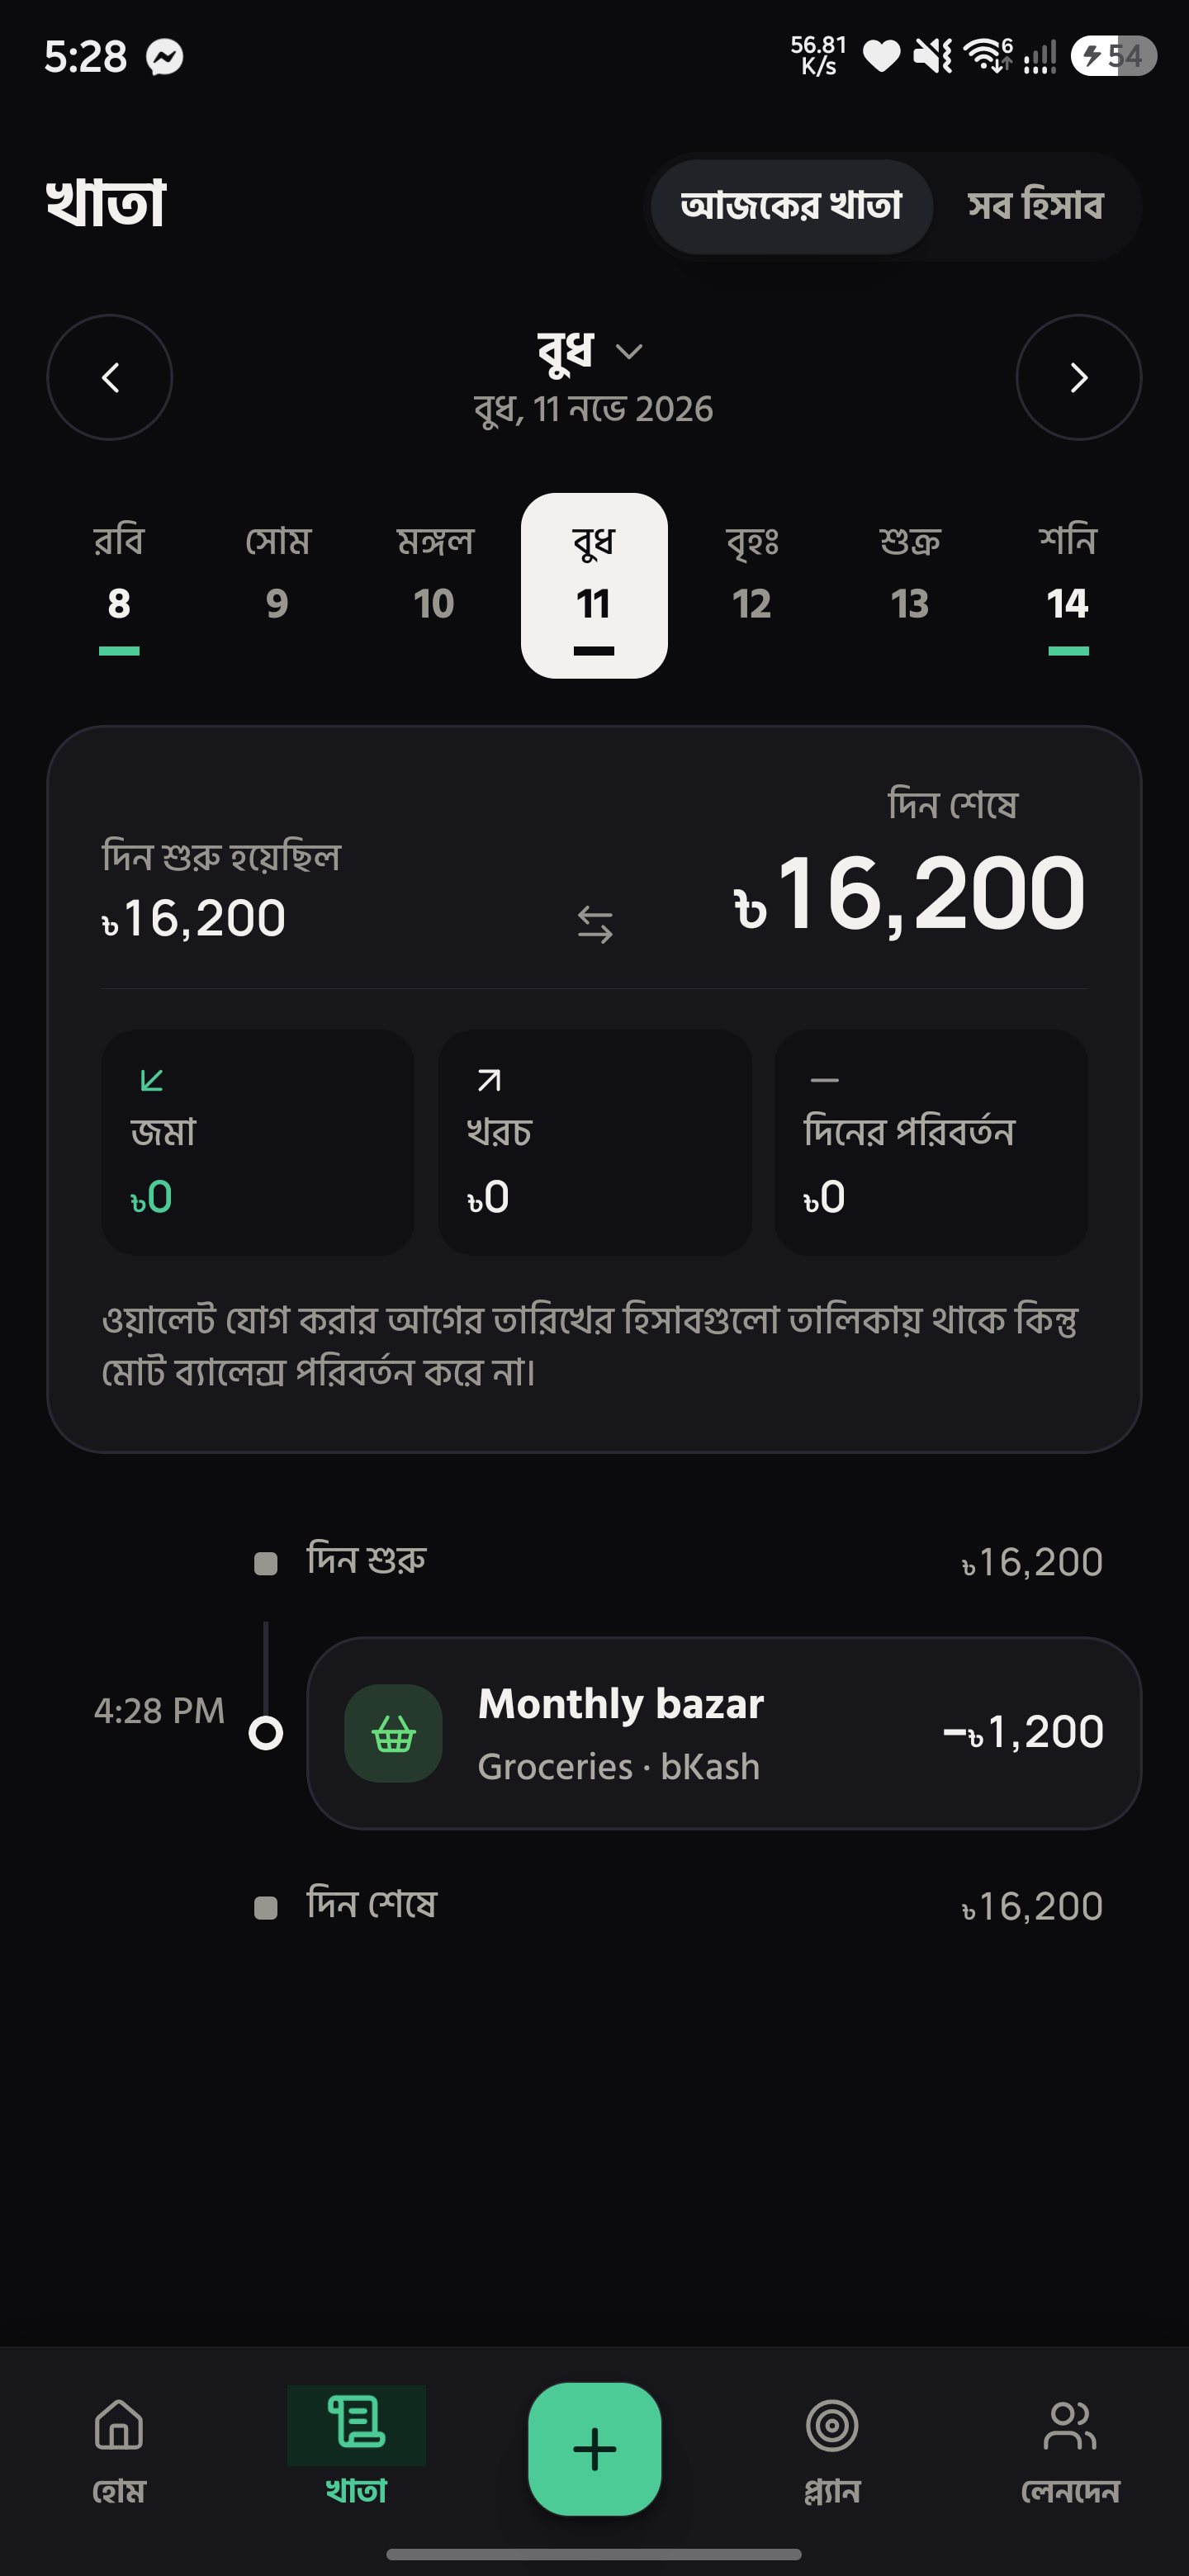 5:28
56.81 K/s
6
54
খাতা
আজকের খাতা
সব হিসাব
বুধ
বুধ, 11 নভে 2026
রবি সোম মঙ্গল বুধ বৃহঃ শুক্র শনি
8 9 10 11 12 13 14
দিন শেষে
দিন শুরু হয়েছিল
৳16,200
৳16,200
জমা
৳0
খরচ
৳0
দিনের পরিবর্তন
৳0
ওয়ালেট যোগ করার আগের তারিখের হিসাবগুলো তালিকায় থাকে কিন্তু
মোট ব্যালেন্স পরিবর্তন করে না।
দিন শুরু ৳16,200
4:28 PM
Monthly bazar
Groceries · bKash
−৳1,200
দিন শেষে ৳16,200
হোম
খাতা
প্ল্যান
লেনদেন